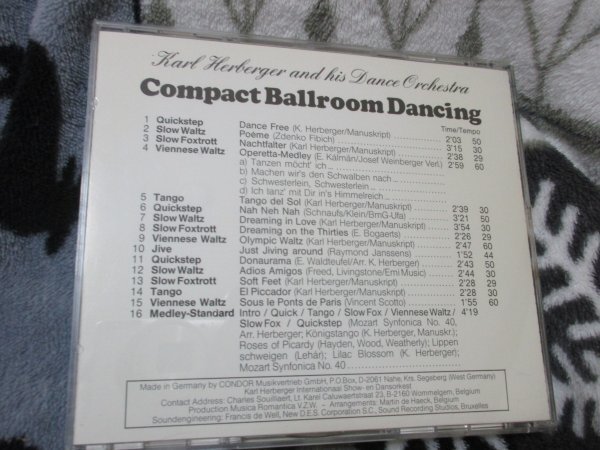 Karl Herberger and his Dance Orchestra
Compact Ballroom Dancing
Time/Tempo
1 Quickstep Dance Free (K. Herberger/Manuskript) 2'03 50
2 Slow Waltz Poème (Zdenko Fibich) 3'15 30
3 Slow Foxtrott Nachtfalter (Karl Herberger/Manuskript) 2'38 29
4 Viennese Waltz Operetta-Medley (E. Kálmán/Josef Weinberger Verl.) 2'59 60
a) Tanzen möcht' ich ..
b) Machen wir's den Schwalben nach
c) Schwesterlein, Schwesterlein
d) Ich tanz' mit Dir in's Himmelreich
5 Tango Tango del Sol (Karl Herberger/Manuskript) 2'39 30
6 Quickstep Nah Neh Nah (Schnaufs/Klein/BmG-Ufa) 3'21 50
7 Slow Waltz Dreaming in Love (Karl Herberger/Manuskript) 3'54 30
8 Slow Foxtrott Dreaming on the Thirties (E. Bogaerts) 2'26 29
9 Viennese Waltz Olympic Waltz (Karl Herberger/Manuskript) 2'47 60
10 Jive Just Jiving around (Raymond Janssens) 1'52 44
11 Quickstep Donaurama (E. Waldteufel/Arr. K. Herberger) 2'43 50
12 Slow Waltz Adios Amigos (Freed, Livingstone/Emi Music) 2'44 30
13 Slow Foxtrott Soft Feet (Karl Herberger/Manuskript) 2'28 29
14 Tango El Piccador (Karl Herberger/Manuskript) 2'28 30
15 Viennese Waltz Sous le Ponts de Paris (Vincent Scotto) 1'55 60
16 Medley-Standard Intro / Quick / Tango / Slow Fox / Viennese Waltz / 4'19
Slow Fox / Quickstep (Mozart Synfonica No. 40,
Arr. Herberger; Königstango (K. Herberger, Manuskr.);
Roses of Picardy (Hayden, Wood, Weatherly); Lippen
schweigen (Lehár); Lilac Blossom (K. Herberger);
Mozart Synfonica No. 40
Made in Germany by CONDOR Musikvertrieb GmbH, P.O.Box, D-2061 Nahe, Krs. Segeberg (West Germany)
Karl Herberger International Show- en Dansorkest
Contact Address: Charles Souilliaert, Lt. Karel Caluwaertstraat 23, B-2160 Wommelgem, Belgium
Production Musica Romantica V.Z.W. - Arrangements: Martin de Haeck, Belgium
Soundengineering: Francis de Well, New D.E.S. Corporation S.C., Sound Recording Studios, Bruxelles